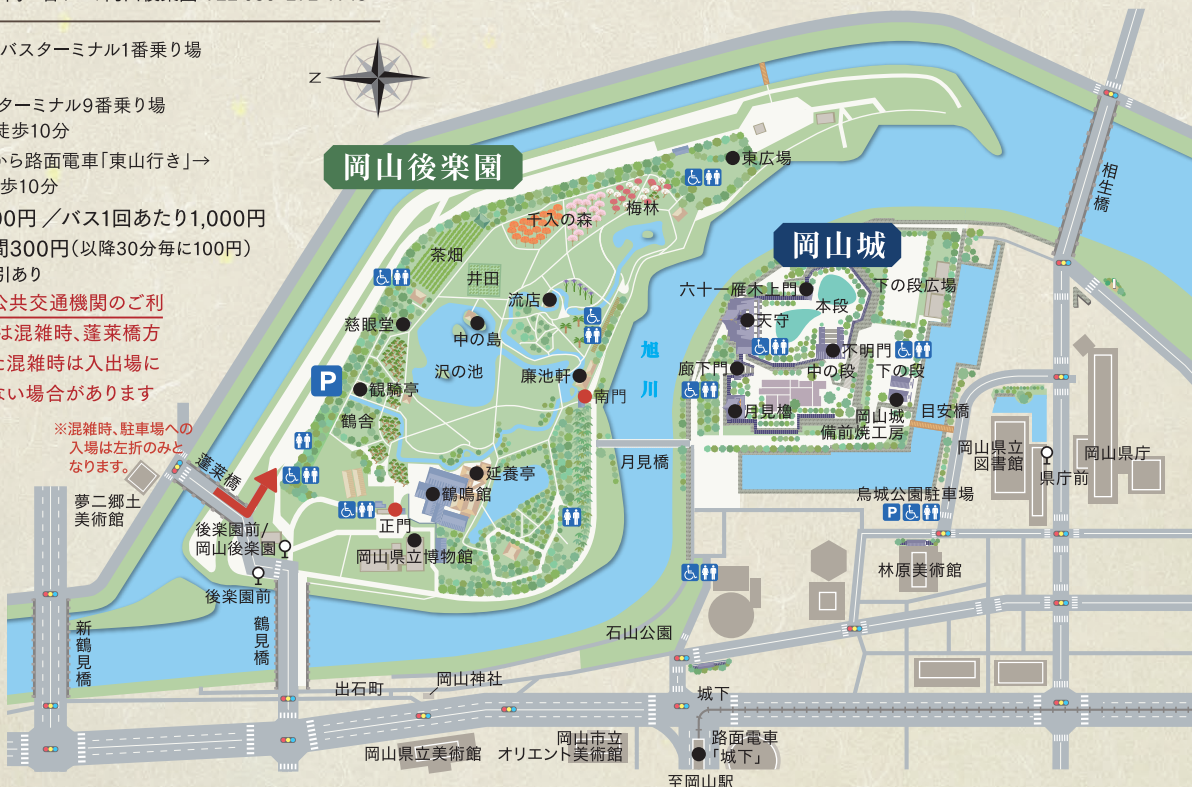 バスターミナル1番乗り場
ターミナル9番乗り場
徒歩10分
から路面電車「東山行き」→
歩10分
00円／バス1回あたり1,000円
間300円（以降30分毎に100円）
引あり
公共交通機関のご利
は混雑時、蓬莱橋方
た混雑時は入出場に
ない場合があります
※混雑時、駐車場への
入場は左折のみと
なります。
N
岡山後楽園
東広場
梅林
千入の森
茶畑
井田
流店
慈眼堂
中の島
沢の池
廉池軒
南門
P
観騎亭
鶴舎
延養亭
鶴鳴館
正門
岡山県立博物館
蓬莱橋
夢二郷土
美術館
後楽園前/
岡山後楽園
後楽園前
鶴見橋
新鶴見橋
旭川
月見橋
相生橋
岡山城
六十一雁木上門
本段
下の段広場
天守
不明門
廊下門
中の段
下の段
月見櫓
岡山城
備前焼工房
目安橋
岡山県立
図書館
県庁前
岡山県庁
烏城公園駐車場
P
林原美術館
石山公園
出石町
岡山神社
城下
岡山県立美術館
岡山市立
オリエント美術館
路面電車
「城下」
至岡山駅